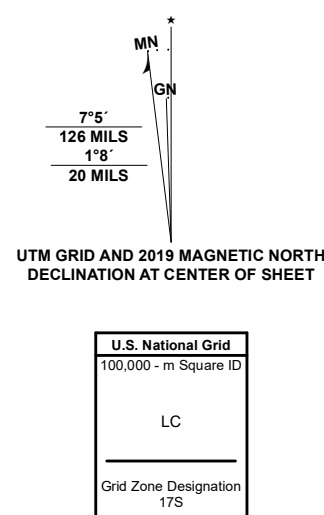 ★
MN
GN
7°5´
126 MILS
1°8´
20 MILS
UTM GRID AND 2019 MAGNETIC NORTH
DECLINATION AT CENTER OF SHEET
U.S. National Grid
100,000 - m Square ID
LC
Grid Zone Designation
17S